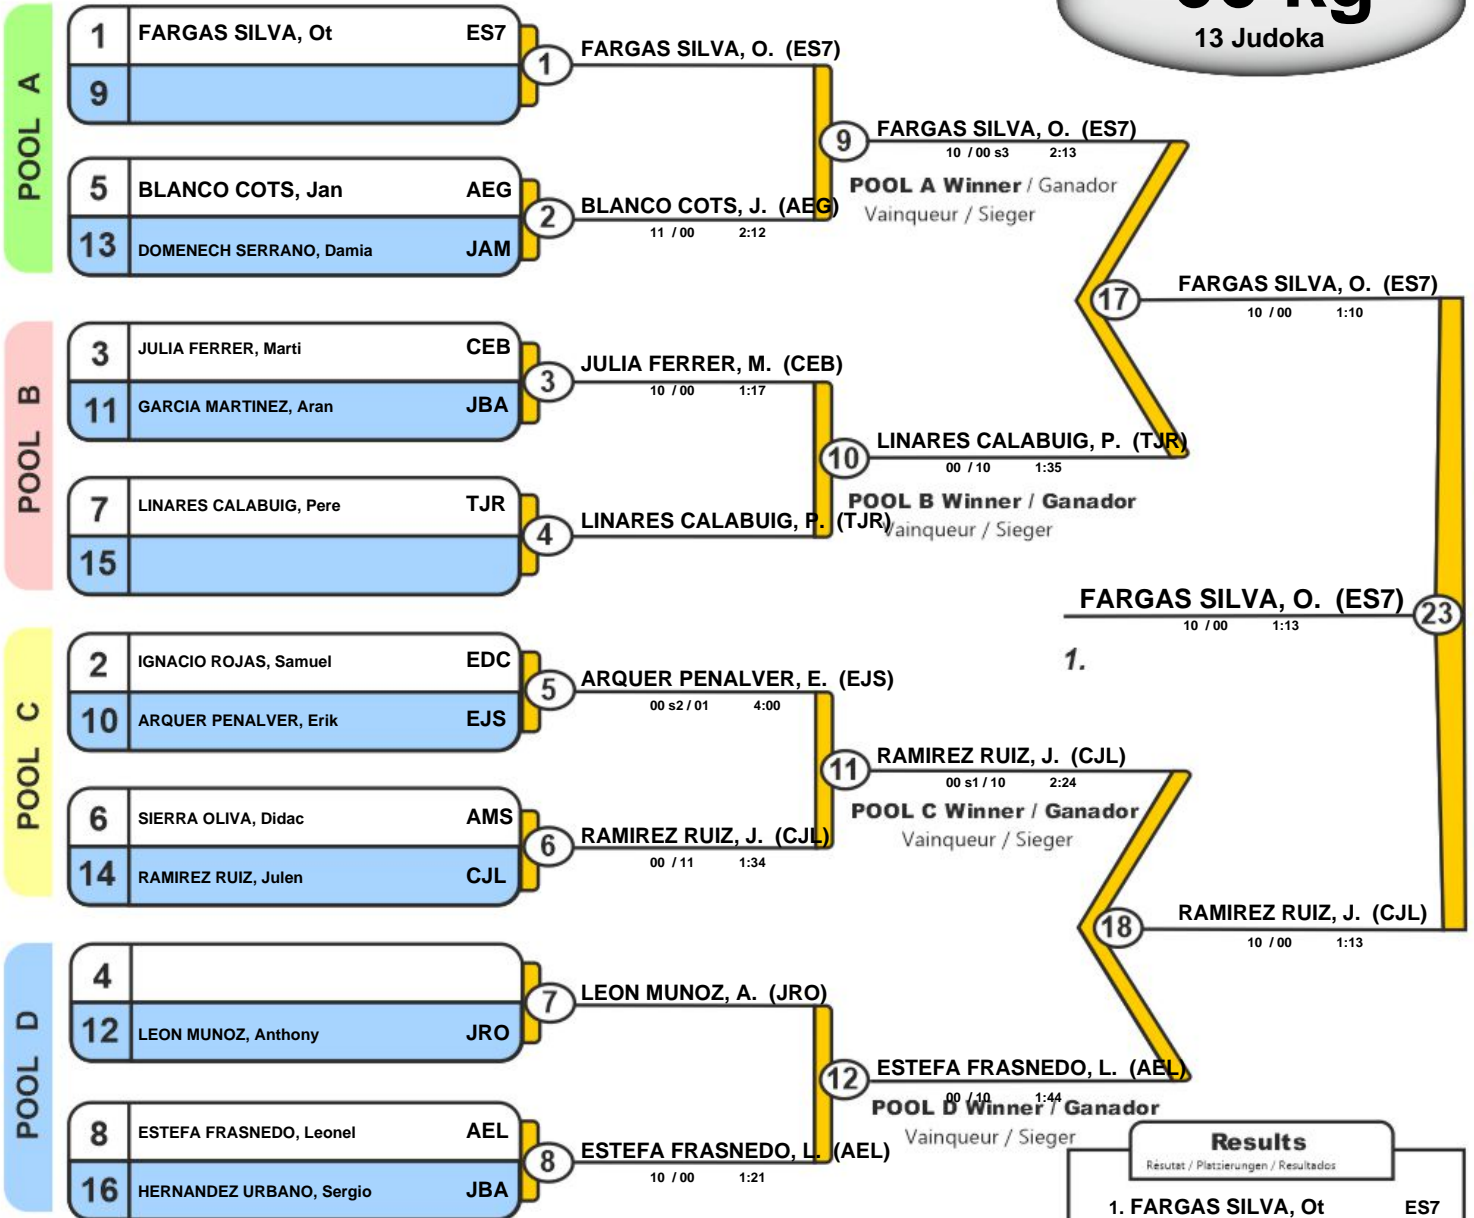 13 Judoka
POOL A
1 FARGAS SILVA, Ot ES7
9
5 BLANCO COTS, Jan AEG
13 DOMENECH SERRANO, Damia JAM
POOL B
3 JULIA FERRER, Marti CEB
11 GARCIA MARTINEZ, Aran JBA
7 LINARES CALABUIG, Pere TJR
15
POOL C
2 IGNACIO ROJAS, Samuel EDC
10 ARQUER PENALVER, Erik EJS
6 SIERRA OLIVA, Didac AMS
14 RAMIREZ RUIZ, Julen CJL
POOL D
4
12 LEON MUNOZ, Anthony JRO
8 ESTEFA FRASNEDO, Leonel AEL
16 HERNANDEZ URBANO, Sergio JBA
1 FARGAS SILVA, O. (ES7)
2 BLANCO COTS, J. (AEG)
11 / 00 2:12
3 JULIA FERRER, M. (CEB)
10 / 00 1:17
4 LINARES CALABUIG, P. (TJR)
5 ARQUER PENALVER, E. (EJS)
00 s2 / 01 4:00
6 RAMIREZ RUIZ, J. (CJL)
00 / 11 1:34
7 LEON MUNOZ, A. (JRO)
8 ESTEFA FRASNEDO, L. (AEL)
10 / 00 1:21
9 FARGAS SILVA, O. (ES7)
10 / 00 s3 2:13
POOL A Winner / Ganador
Vainqueur / Sieger
10 LINARES CALABUIG, P. (TJR)
00 / 10 1:35
POOL B Winner / Ganador
Vainqueur / Sieger
11 RAMIREZ RUIZ, J. (CJL)
00 s1 / 10 2:24
POOL C Winner / Ganador
Vainqueur / Sieger
12 ESTEFA FRASNEDO, L. (AEL)
00 / 10 1:44
POOL D Winner / Ganador
Vainqueur / Sieger
17 FARGAS SILVA, O. (ES7)
10 / 00 1:10
18 RAMIREZ RUIZ, J. (CJL)
10 / 00 1:13
FARGAS SILVA, O. (ES7) 23
10 / 00 1:13
1.
Results
Résutat / Platzierungen / Resultados
1. FARGAS SILVA, Ot ES7